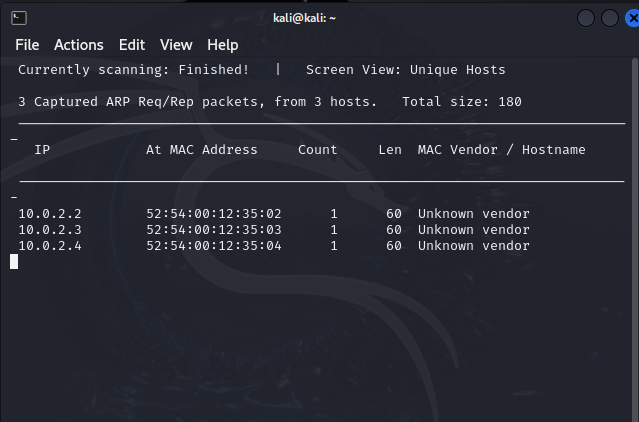 kali@kali: ~
File Actions Edit View Help
Currently scanning: Finished! | Screen View: Unique Hosts
3 Captured ARP Req/Rep packets, from 3 hosts. Total size: 180
_____________________________________________________________________________
IP At MAC Address Count Len MAC Vendor / Hostname
-----------------------------------------------------------------------------
10.0.2.2 52:54:00:12:35:02 1 60 Unknown vendor
10.0.2.3 52:54:00:12:35:03 1 60 Unknown vendor
10.0.2.4 52:54:00:12:35:04 1 60 Unknown vendor